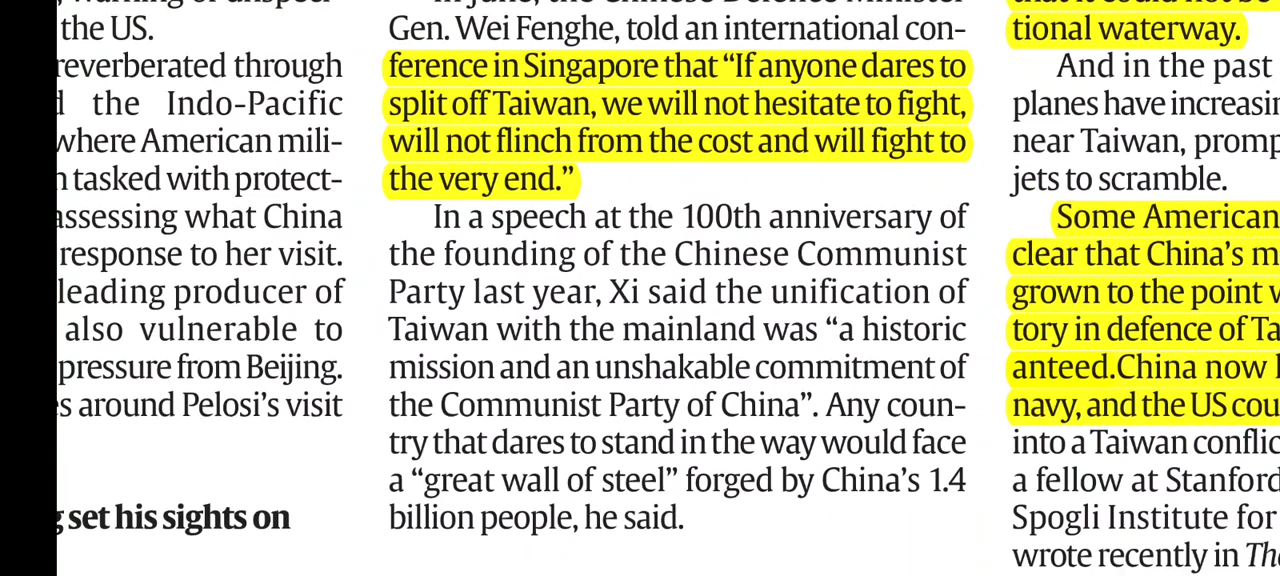 the US.
reverberated through
the Indo-Pacific
where American mili-
tasked with protect-
assessing what China
response to her visit.
leading producer of
also vulnerable to
pressure from Beijing.
around Pelosi's visit
set his sights on
Gen. Wei Fenghe, told an international con-
ference in Singapore that “If anyone dares to
split off Taiwan, we will not hesitate to fight,
will not flinch from the cost and will fight to
the very end.”
In a speech at the 100th anniversary of
the founding of the Chinese Communist
Party last year, Xi said the unification of
Taiwan with the mainland was “a historic
mission and an unshakable commitment of
the Communist Party of China”. Any coun-
try that dares to stand in the way would face
a “great wall of steel” forged by China’s 1.4
billion people, he said.
tional waterway.
And in the past
planes have increasin
near Taiwan, promp
jets to scramble.
Some American
clear that China’s m
grown to the point
tory in defence of Ta
anteed.China now
navy, and the US cou
into a Taiwan conflic
a fellow at Stanford
Spogli Institute for
wrote recently in The